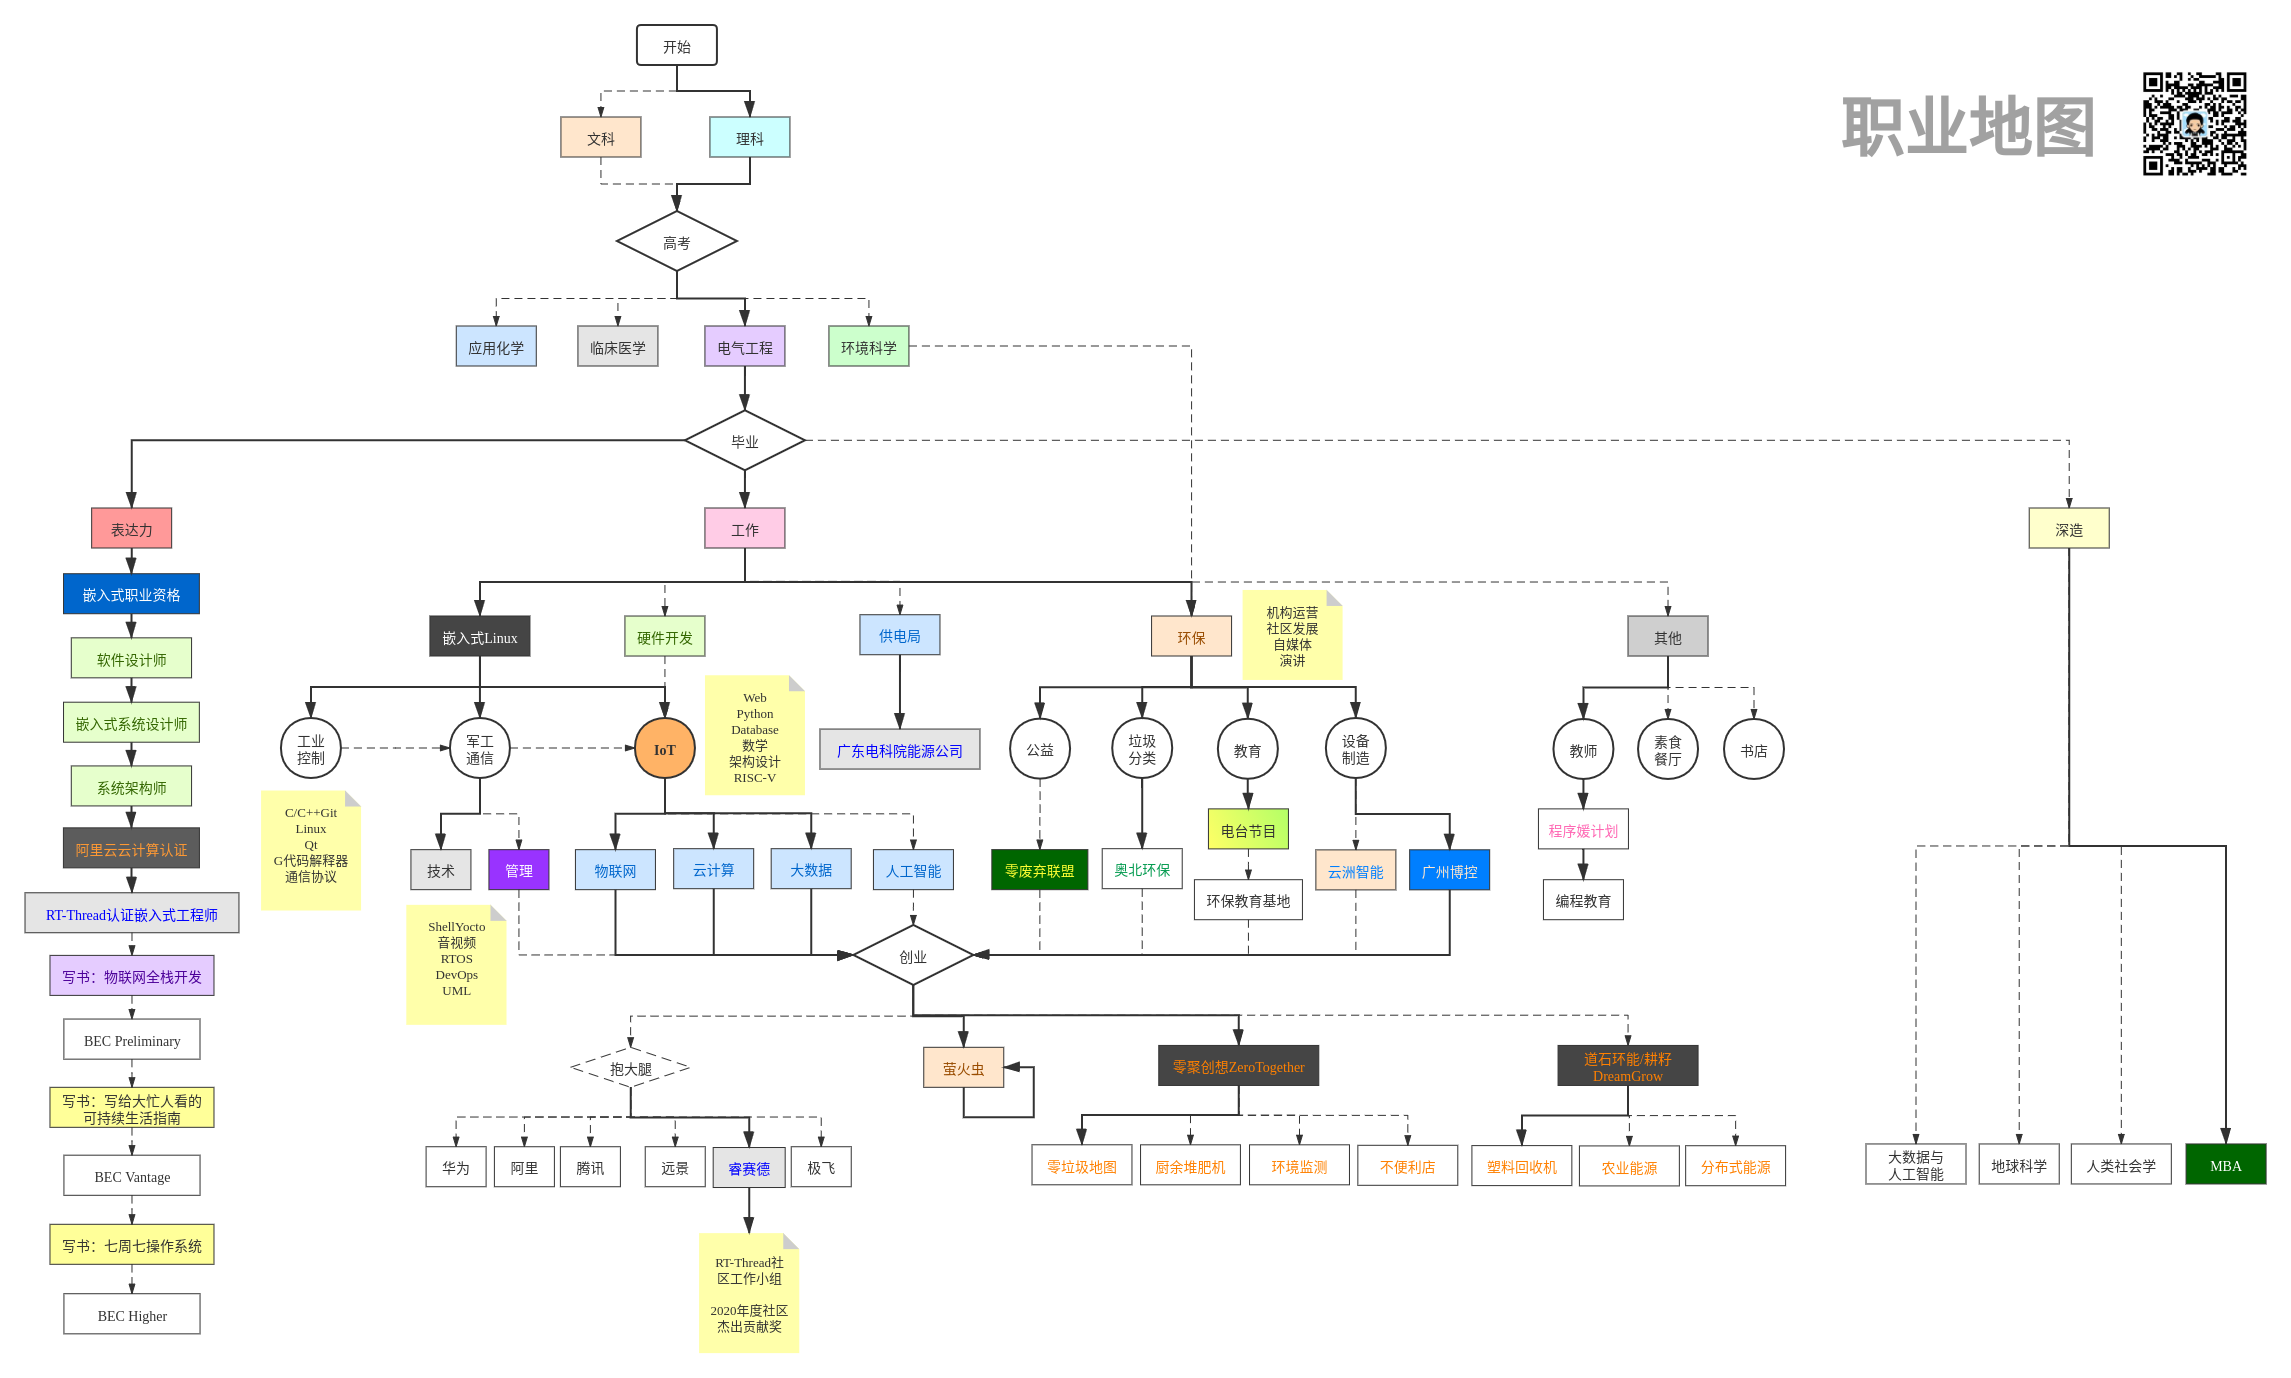 开始
职业地图
文科
理科
高考
应用化学
临床医学
电气工程
环境科学
毕业
表达力
工作
深造
嵌入式职业资格
软件设计师
嵌入式系统设计师
系统架构师
阿里云云计算认证
RT-Thread认证嵌入式工程师
写书：物联网全栈开发
BEC Preliminary
写书：写给大忙人看的
可持续生活指南
BEC Vantage
写书：七周七操作系统
BEC Higher
嵌入式Linux
硬件开发
供电局
环保
机构运营
社区发展
自媒体
演讲
其他
工业
控制
军工
通信
IoT
Web
Python
Database
数学
架构设计
RISC-V
广东电科院能源公司
公益
垃圾
分类
教育
设备
制造
教师
素食
餐厅
书店
C/C++Git
Linux
Qt
G代码解释器
通信协议
技术
管理
物联网
云计算
大数据
人工智能
零废弃联盟
奥北环保
电台节目
环保教育基地
云洲智能
广州博控
程序媛计划
编程教育
ShellYocto
音视频
RTOS
DevOps
UML
创业
抱大腿
萤火虫
零聚创想ZeroTogether
道石环能/耕籽
DreamGrow
华为
阿里
腾讯
远景
睿赛德
极飞
零垃圾地图
厨余堆肥机
环境监测
不便利店
塑料回收机
农业能源
分布式能源
大数据与
人工智能
地球科学
人类社会学
MBA
RT-Thread社
区工作小组
2020年度社区
杰出贡献奖